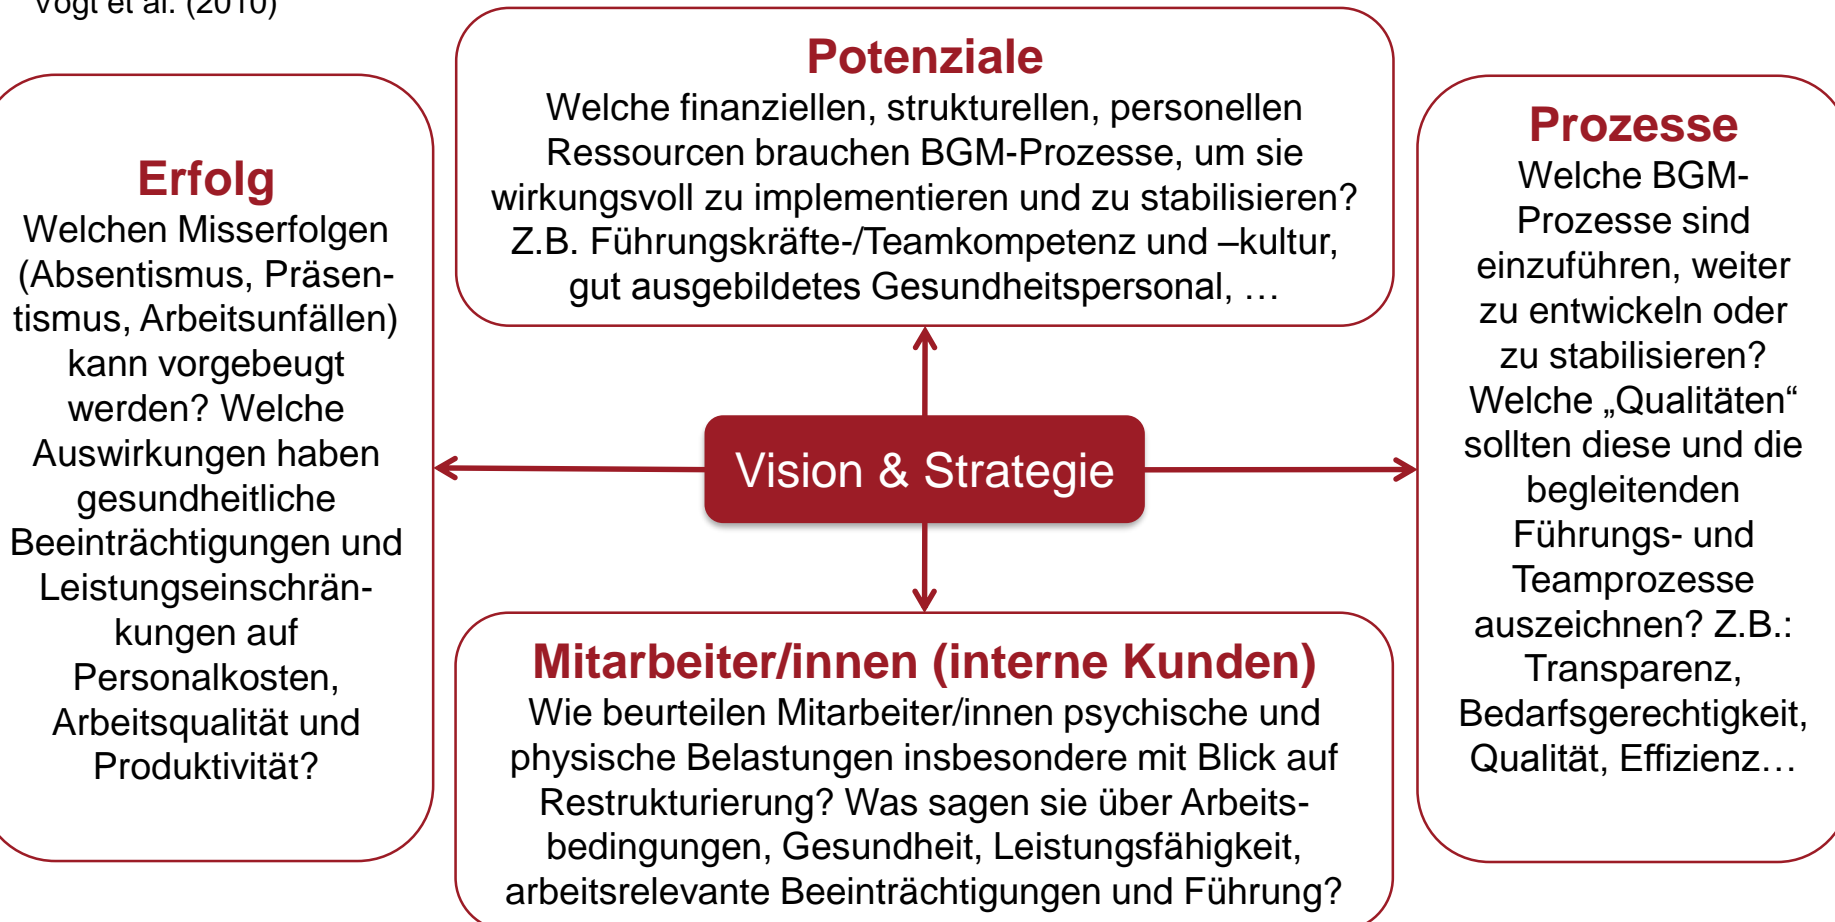 Vogt et al. (2010)
Potenziale
Welche finanziellen, strukturellen, personellen
Ressourcen brauchen BGM-Prozesse, um sie
wirkungsvoll zu implementieren und zu stabilisieren?
Z.B. Führungskräfte-/Teamkompetenz und –kultur,
gut ausgebildetes Gesundheitspersonal, …
Erfolg
Welchen Misserfolgen
(Absentismus, Präsen-
tismus, Arbeitsunfällen)
kann vorgebeugt
werden? Welche
Auswirkungen haben
gesundheitliche
Beeinträchtigungen und
Leistungseinschrän-
kungen auf
Personalkosten,
Arbeitsqualität und
Produktivität?
Vision & Strategie
Prozesse
Welche BGM-
Prozesse sind
einzuführen, weiter
zu entwickeln oder
zu stabilisieren?
Welche „Qualitäten“
sollten diese und die
begleitenden
Führungs- und
Teamprozesse
auszeichnen? Z.B.:
Transparenz,
Bedarfsgerechtigkeit,
Qualität, Effizienz…
Mitarbeiter/innen (interne Kunden)
Wie beurteilen Mitarbeiter/innen psychische und
physische Belastungen insbesondere mit Blick auf
Restrukturierung? Was sagen sie über Arbeits-
bedingungen, Gesundheit, Leistungsfähigkeit,
arbeitsrelevante Beeinträchtigungen und Führung?